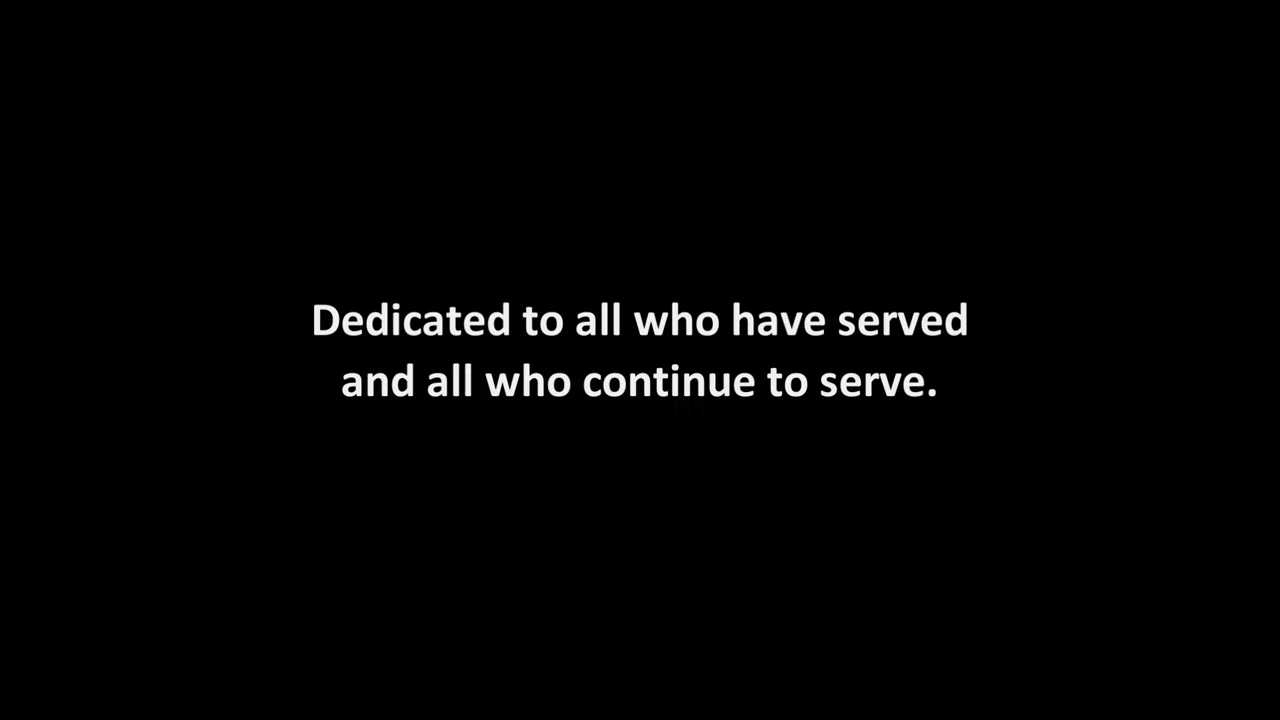 Dedicated to all who have served
and all who continue to serve.